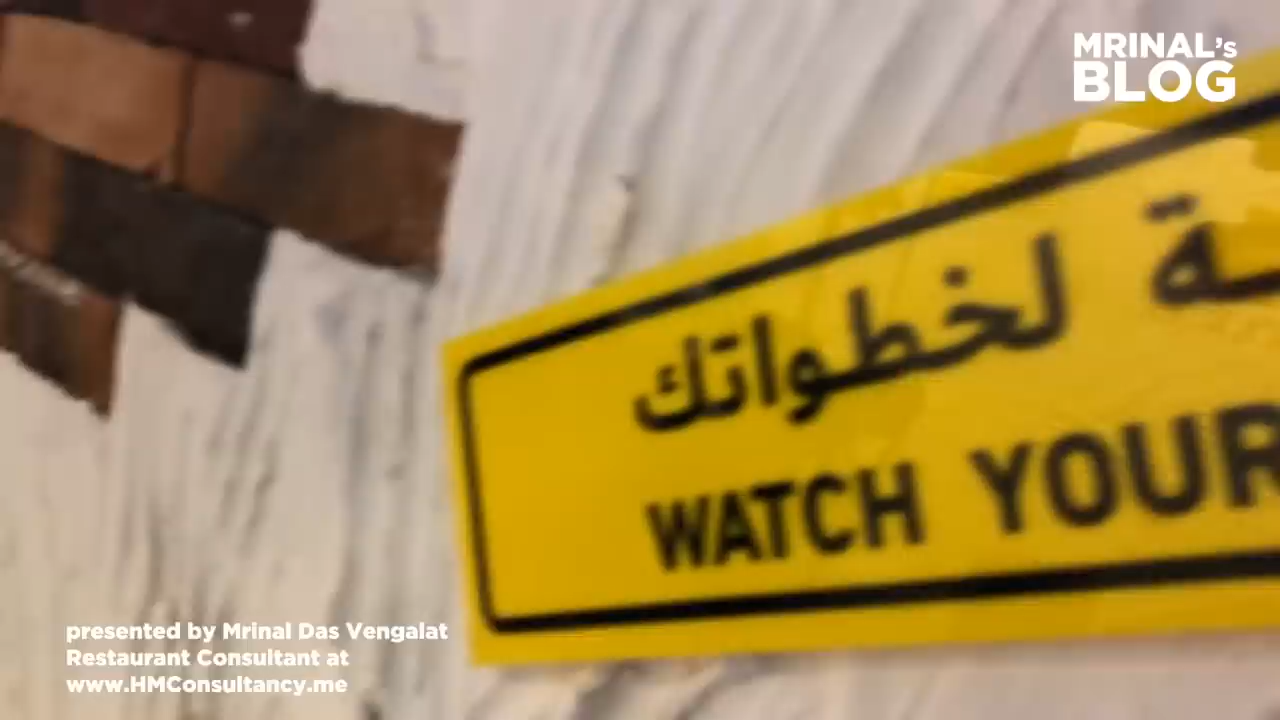 MRINAL's
BLOG
لخطواتك
WATCH YOUR
presented by Mrinal Das Vengalat
Restaurant Consultant at
www.HMConsultancy.me